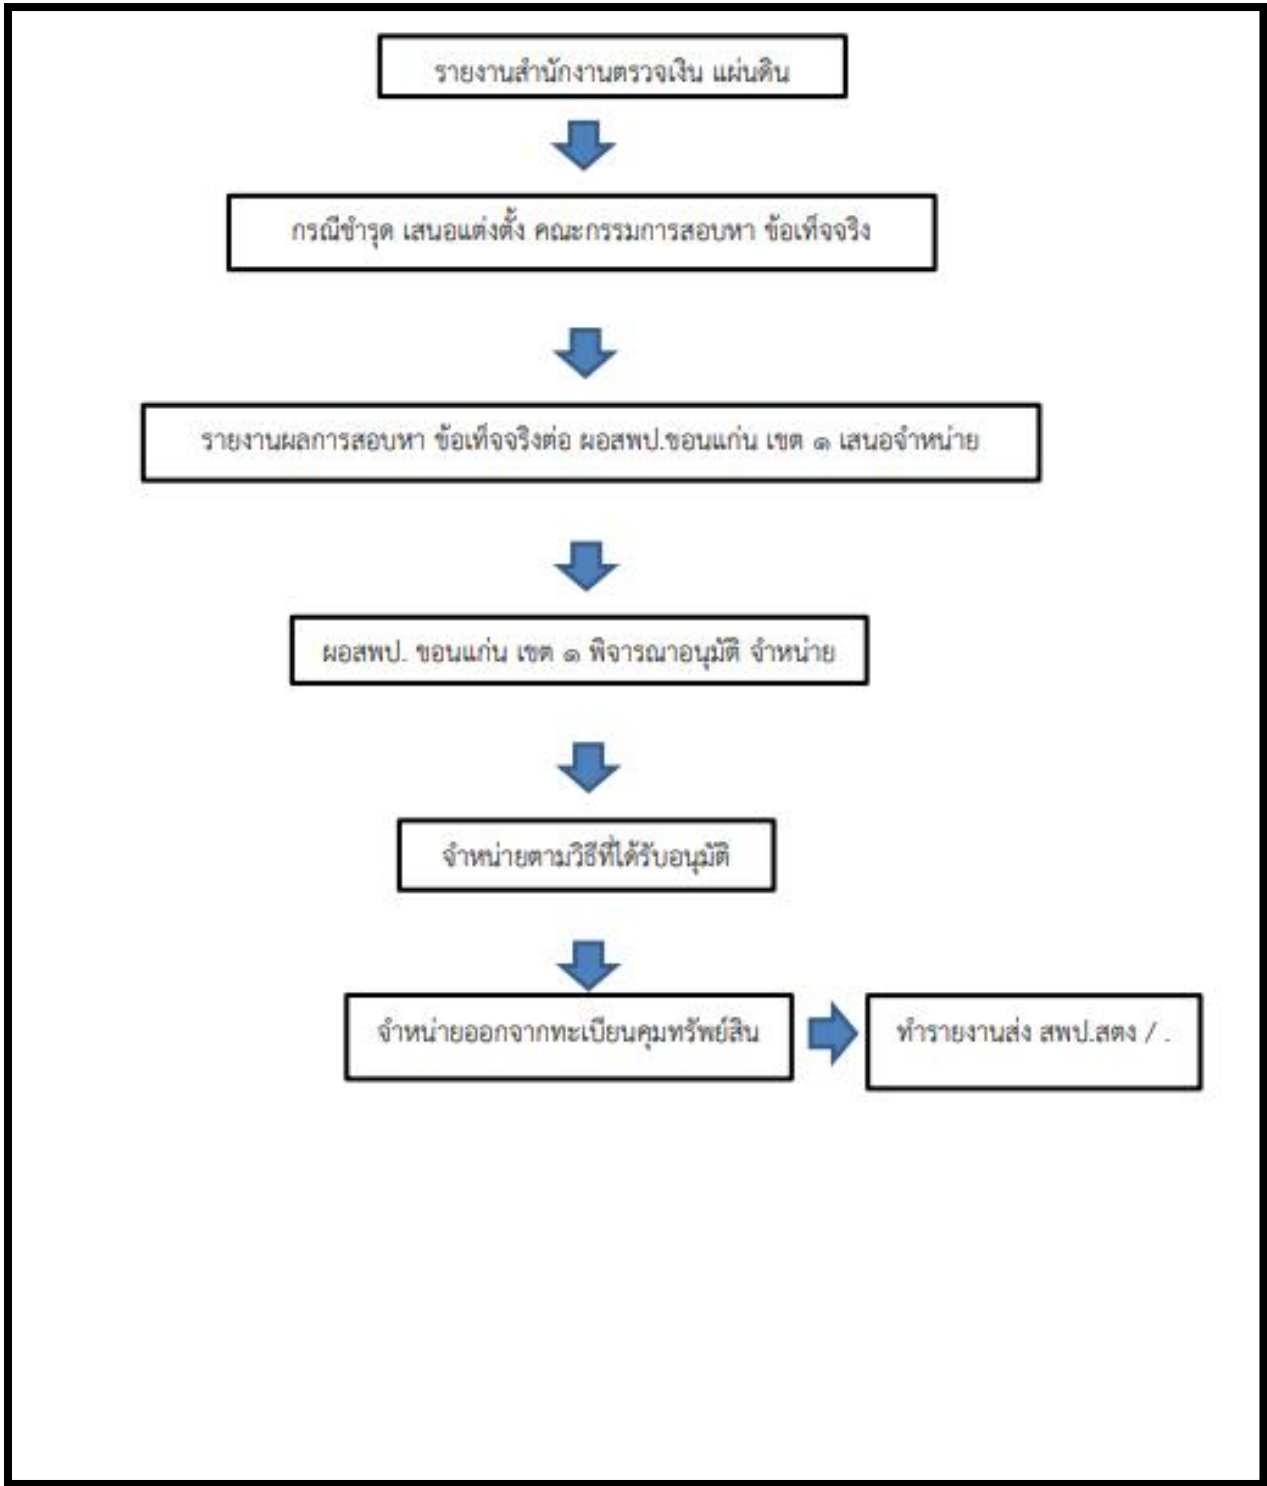 รายงานสำนักงานตรวจเงิน แผ่นดิน
กรณีชำรุด เสนอแต่งตั้ง คณะกรรมการสอบหา ข้อเท็จจริง
รายงานผลการสอบหา ข้อเท็จจริงต่อ ผอสพป.ขอนแก่น เขต ๑ เสนอจำหน่าย
ผอสพป. ขอนแก่น เขต ๑ พิจารณาอนุมัติ จำหน่าย
จำหน่ายตามวิธีที่ได้รับอนุมัติ
จำหน่ายออกจากทะเบียนคุมทรัพย์สิน
ทำรายงานส่ง สพป.สตง / .